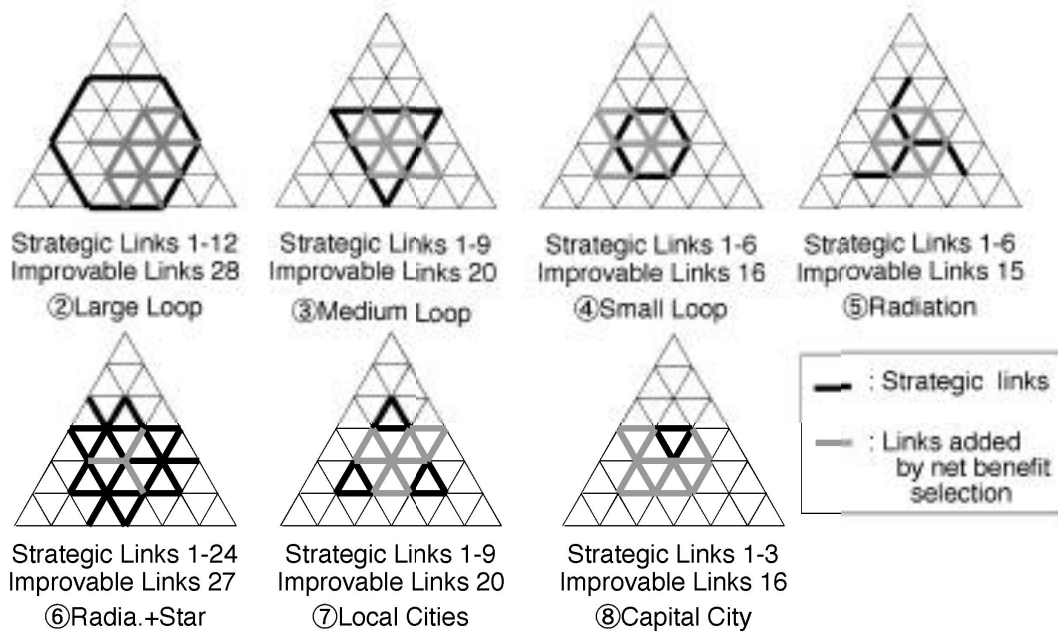 Strategic Links 1-12
Improvable Links 28
②Large Loop
Strategic Links 1-9
Improvable Links 20
③Medium Loop
Strategic Links 1-6
Improvable Links 16
④Small Loop
Strategic Links 1-6
Improvable Links 15
⑤Radiation
Strategic Links 1-24
Improvable Links 27
⑥Radia.+Star
Strategic Links 1-9
Improvable Links 20
⑦Local Cities
Strategic Links 1-3
Improvable Links 16
⑧Capital City
: Strategic links
: Links added
by net benefit
selection